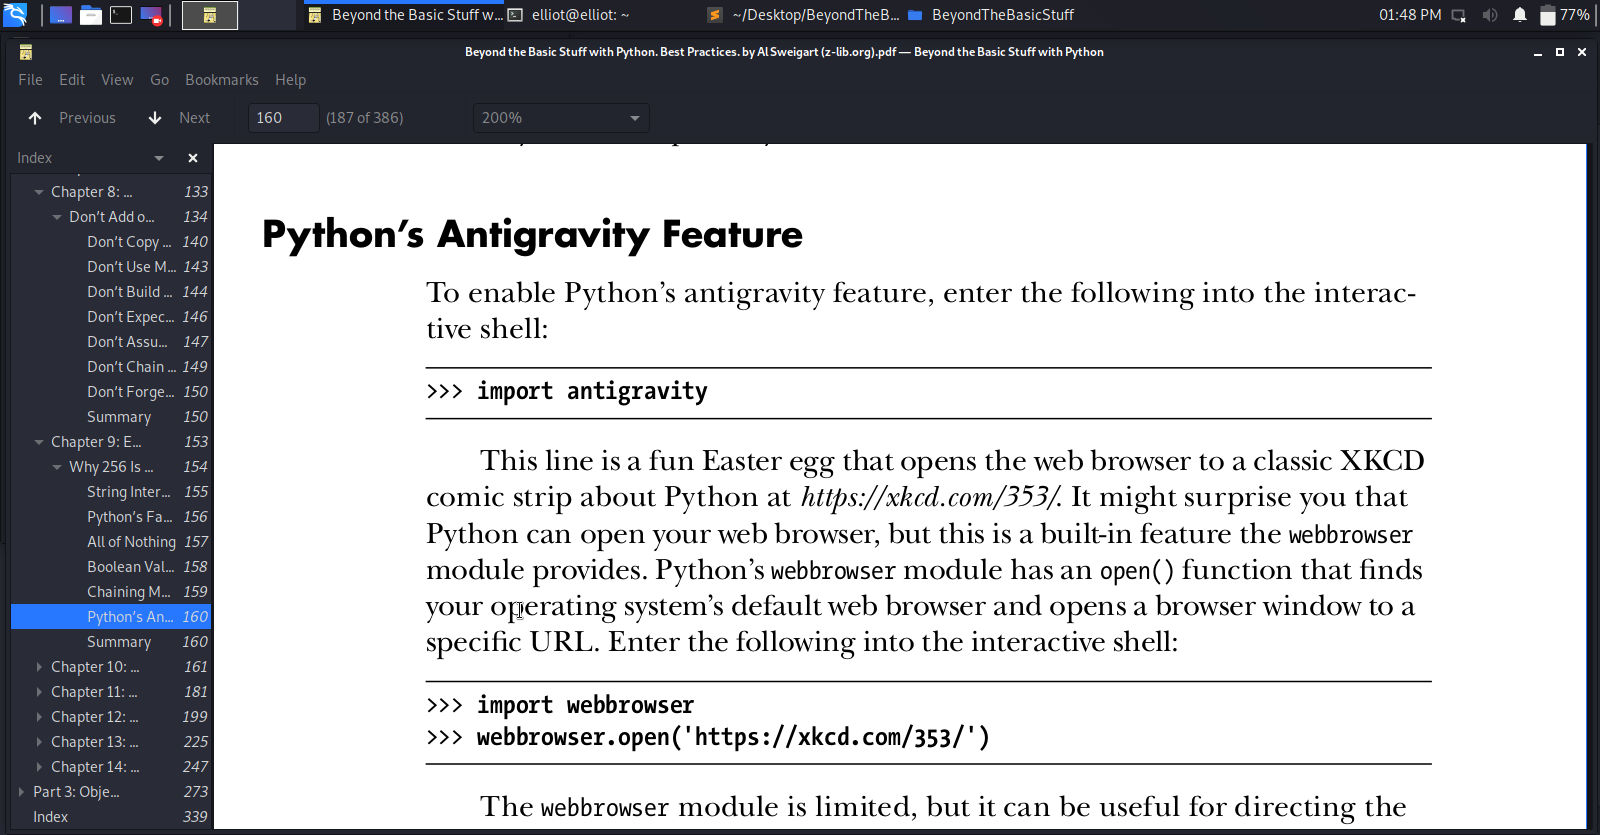 Beyond the Basic Stuff w...
elliot@elliot: ~
~/Desktop/BeyondTheB...
BeyondTheBasicStuff
01:48 PM
77%
Beyond the Basic Stuff with Python. Best Practices. by Al Sweigart (z-lib.org).pdf — Beyond the Basic Stuff with Python
File Edit View Go Bookmarks Help
Previous Next 160 (187 of 386) 200%
Index
Chapter 8: ... 133
Don't Add o... 134
Don't Copy ... 140
Don't Use M... 143
Don't Build ... 144
Don't Expec... 146
Don't Assu... 147
Don't Chain ... 149
Don't Forge... 150
Summary 150
Chapter 9: E... 153
Why 256 Is ... 154
String Inter... 155
Python's Fa... 156
All of Nothing 157
Boolean Val... 158
Chaining M... 159
Python's An... 160
Summary 160
Chapter 10: ... 161
Chapter 11: ... 181
Chapter 12: ... 199
Chapter 13: ... 225
Chapter 14: ... 247
Part 3: Obje... 273
Index 339
Python's Antigravity Feature
To enable Python's antigravity feature, enter the following into the interac-
tive shell:
>>> import antigravity
This line is a fun Easter egg that opens the web browser to a classic XKCD
comic strip about Python at https://xkcd.com/353/. It might surprise you that
Python can open your web browser, but this is a built-in feature the webbrowser
module provides. Python's webbrowser module has an open() function that finds
your operating system's default web browser and opens a browser window to a
specific URL. Enter the following into the interactive shell:
>>> import webbrowser
>>> webbrowser.open('https://xkcd.com/353/')
The webbrowser module is limited, but it can be useful for directing the